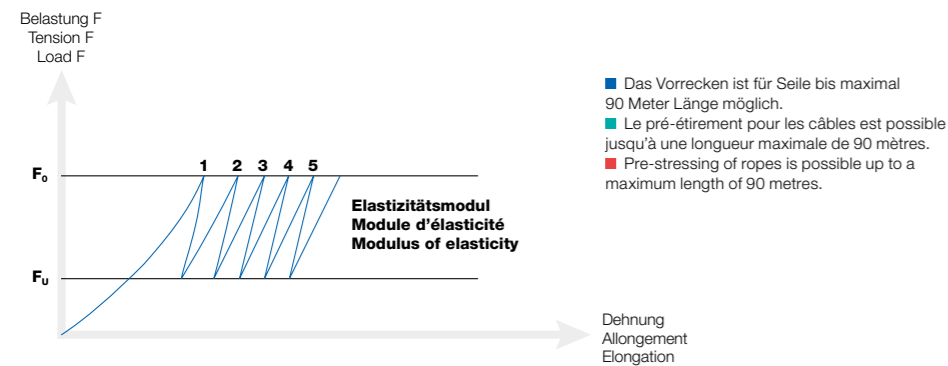 Belastung F
Tension F
Load F
Das Vorrecken ist für Seile bis maximal
90 Meter Länge möglich.
Le pré-étirement pour les câbles est possible
jusqu'à une longueur maximale de 90 mètres.
Pre-stressing of ropes is possible up to a
maximum length of 90 metres.
1 2 3 4 5
F₀
Elastizitätsmodul
Module d'élasticité
Modulus of elasticity
Fᵤ
Dehnung
Allongement
Elongation